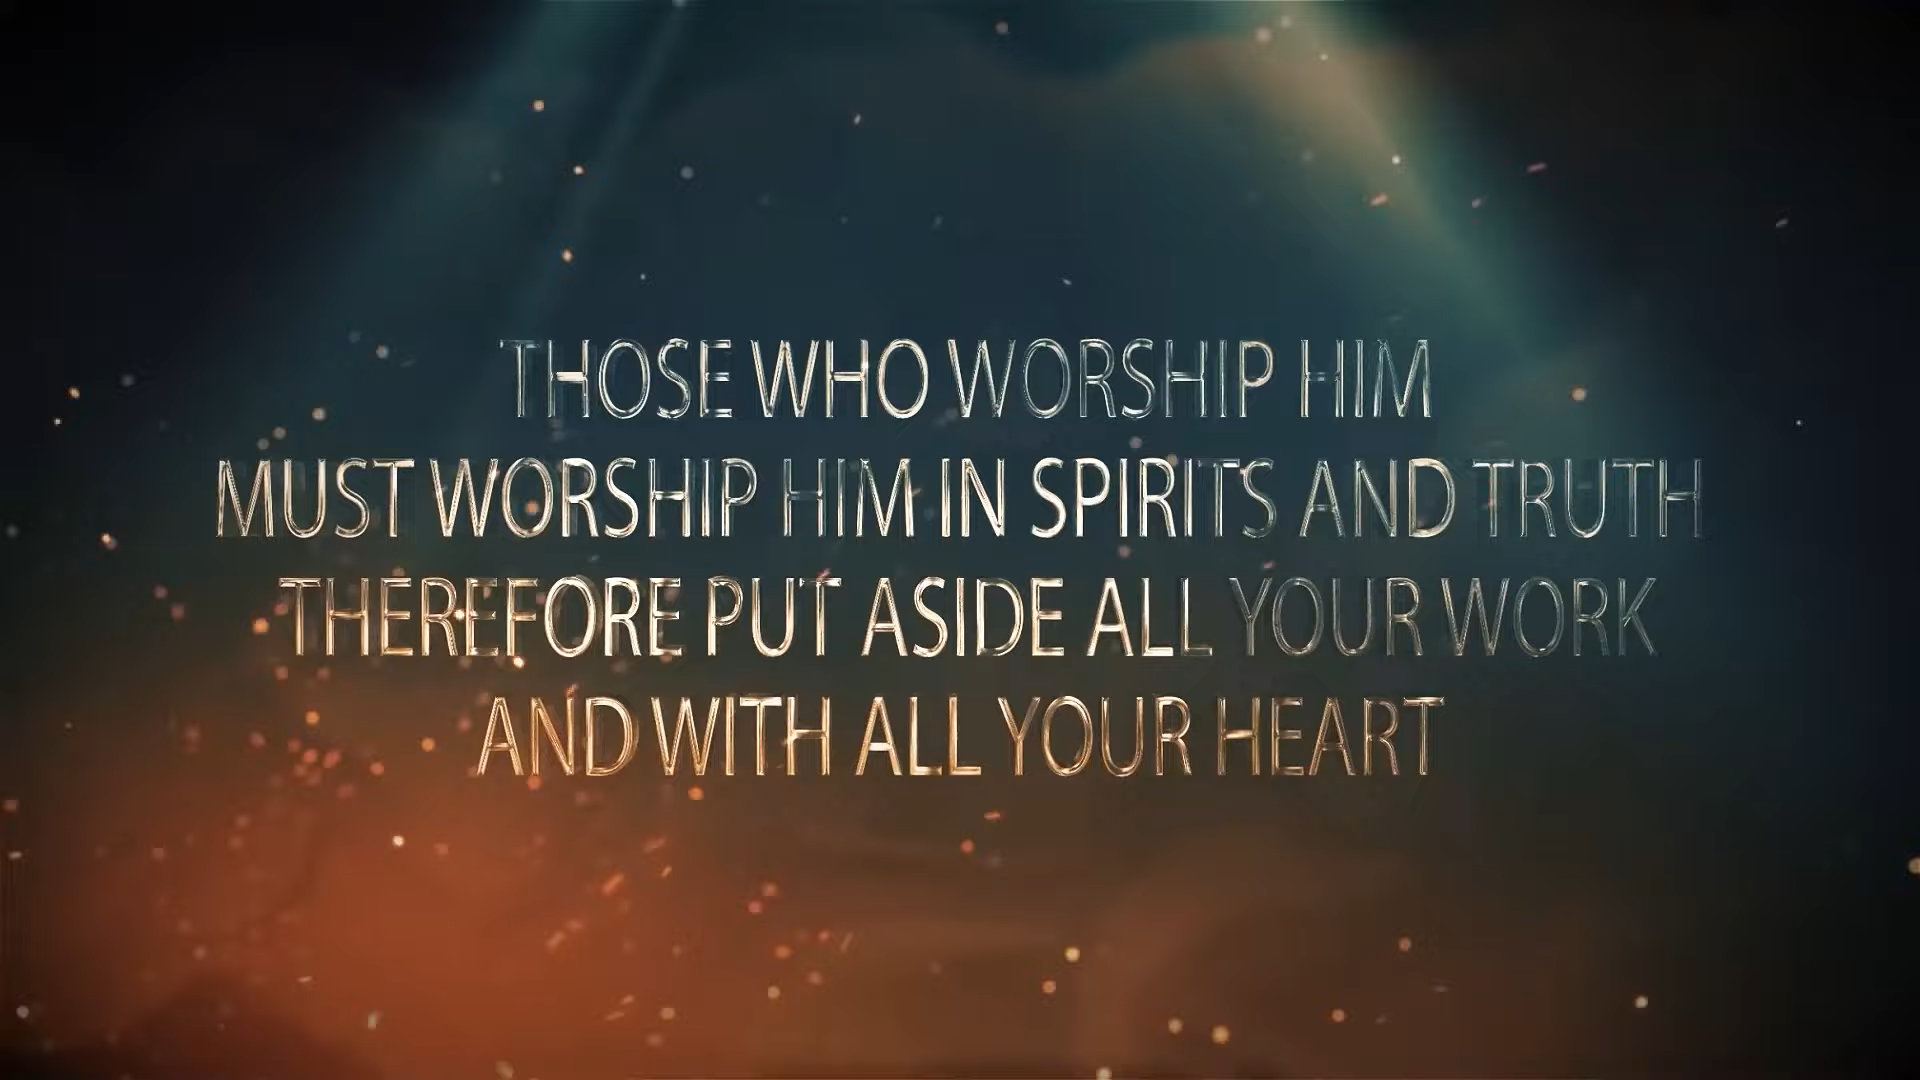 THOSE WHO WORSHIP HIM
MUST WORSHIP HIM IN SPIRITS AND TRUTH
THEREFORE PUT ASIDE ALL YOUR WORK
AND WITH ALL YOUR HEART